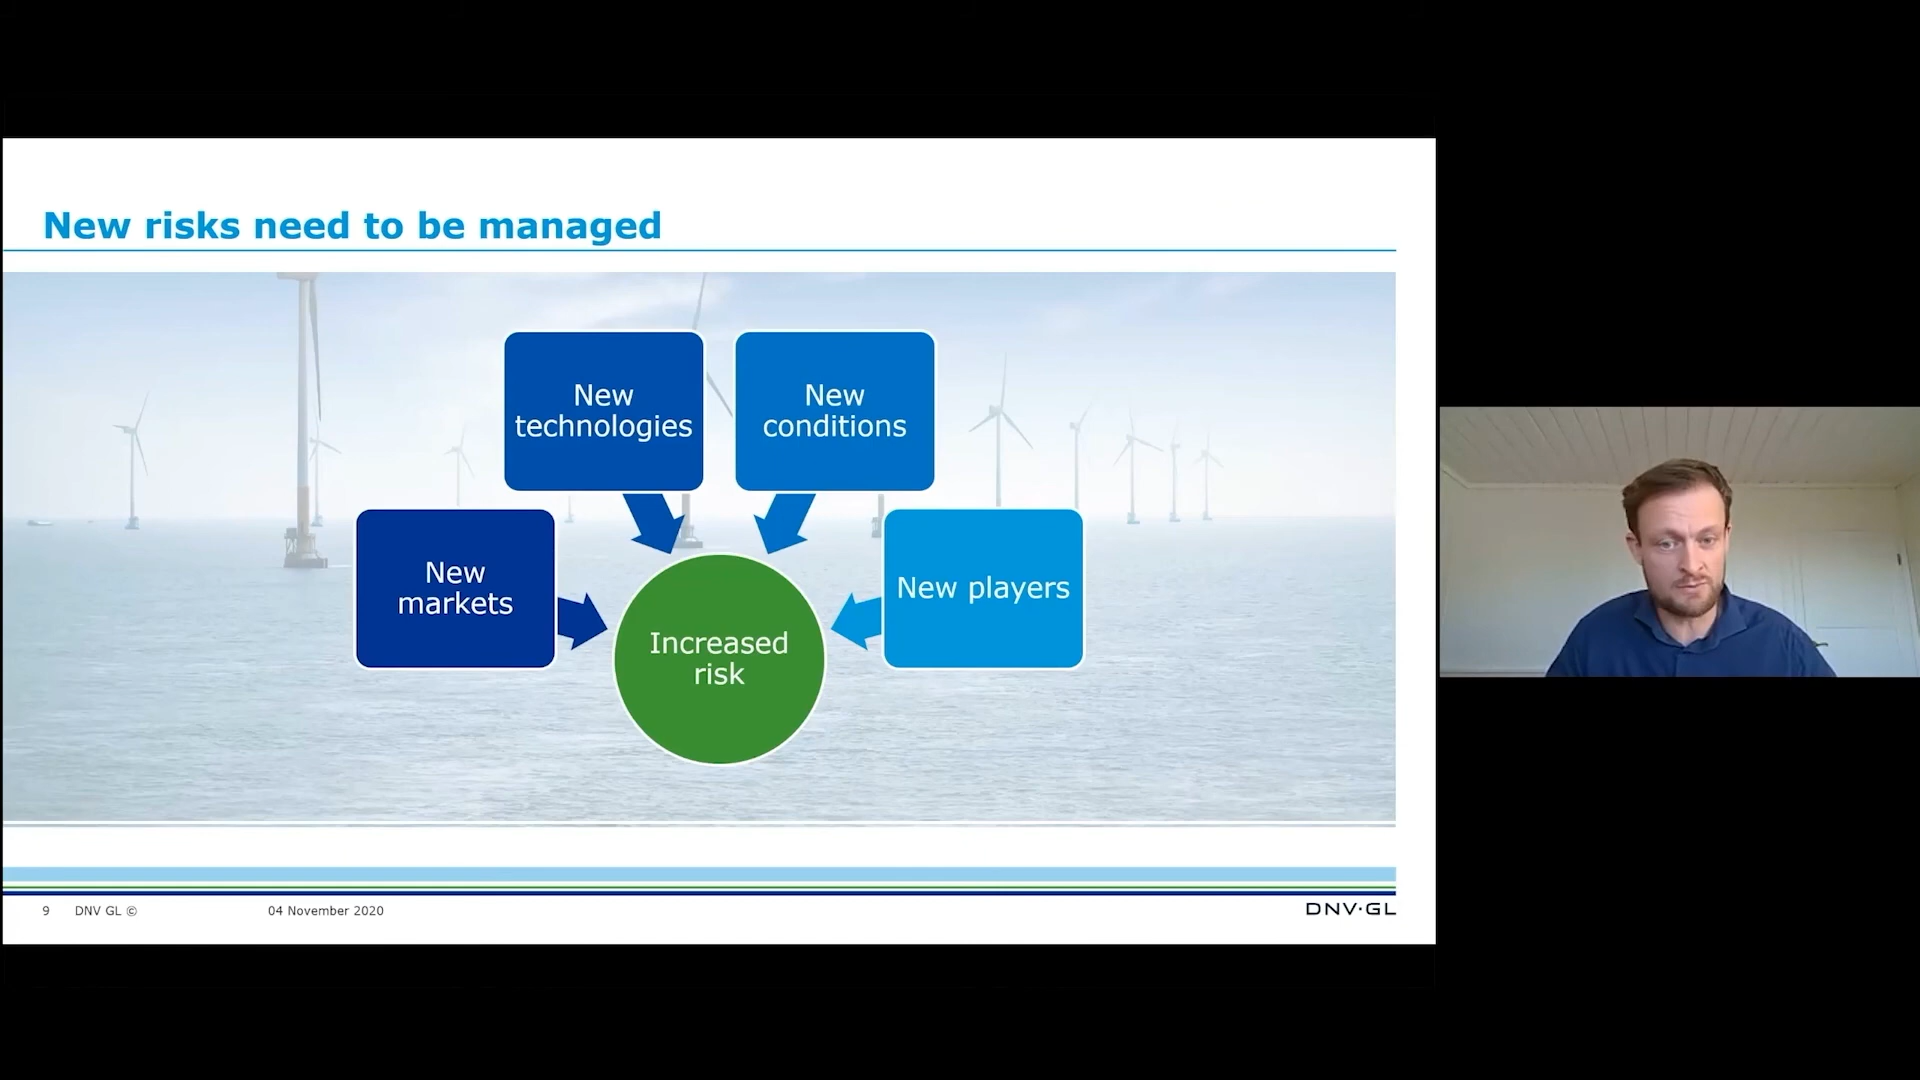 New risks need to be managed
New
technologies
New
conditions
New
markets
New players
Increased
risk
9 DNV GL © 04 November 2020
DNV·GL